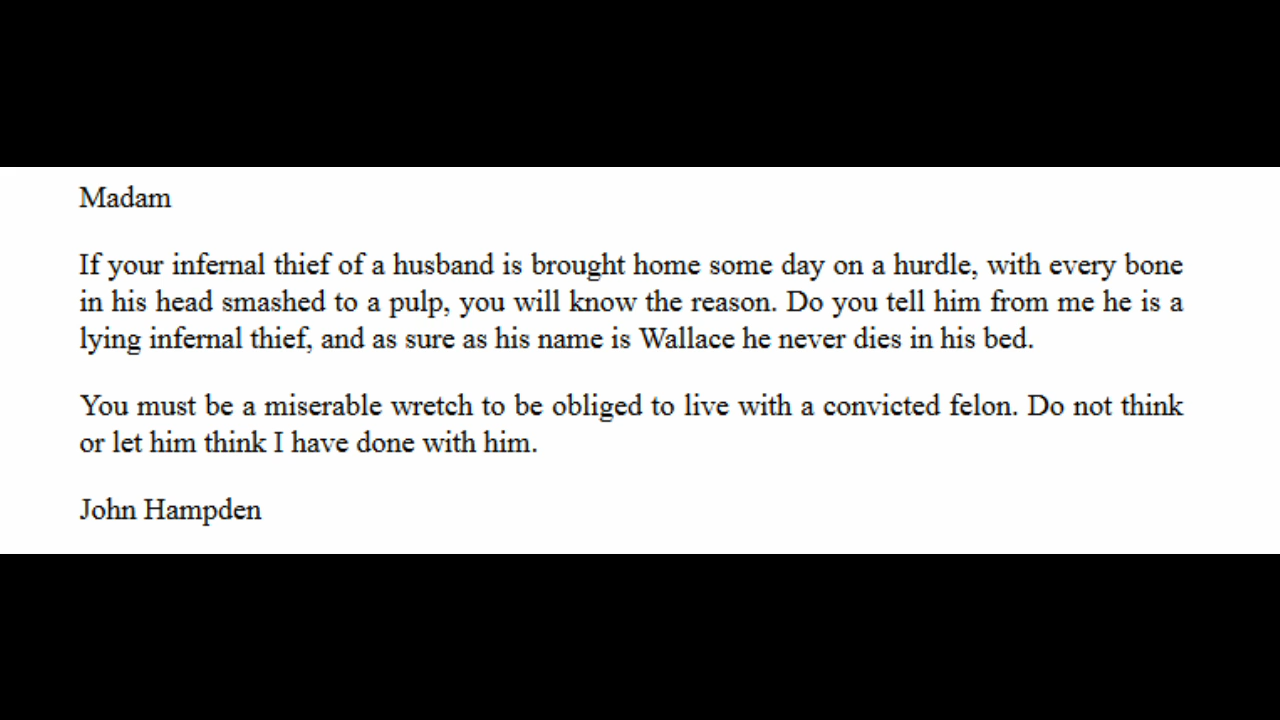 Madam
If your infernal thief of a husband is brought home some day on a hurdle, with every bone
in his head smashed to a pulp, you will know the reason. Do you tell him from me he is a
lying infernal thief, and as sure as his name is Wallace he never dies in his bed.
You must be a miserable wretch to be obliged to live with a convicted felon. Do not think
or let him think I have done with him.
John Hampden